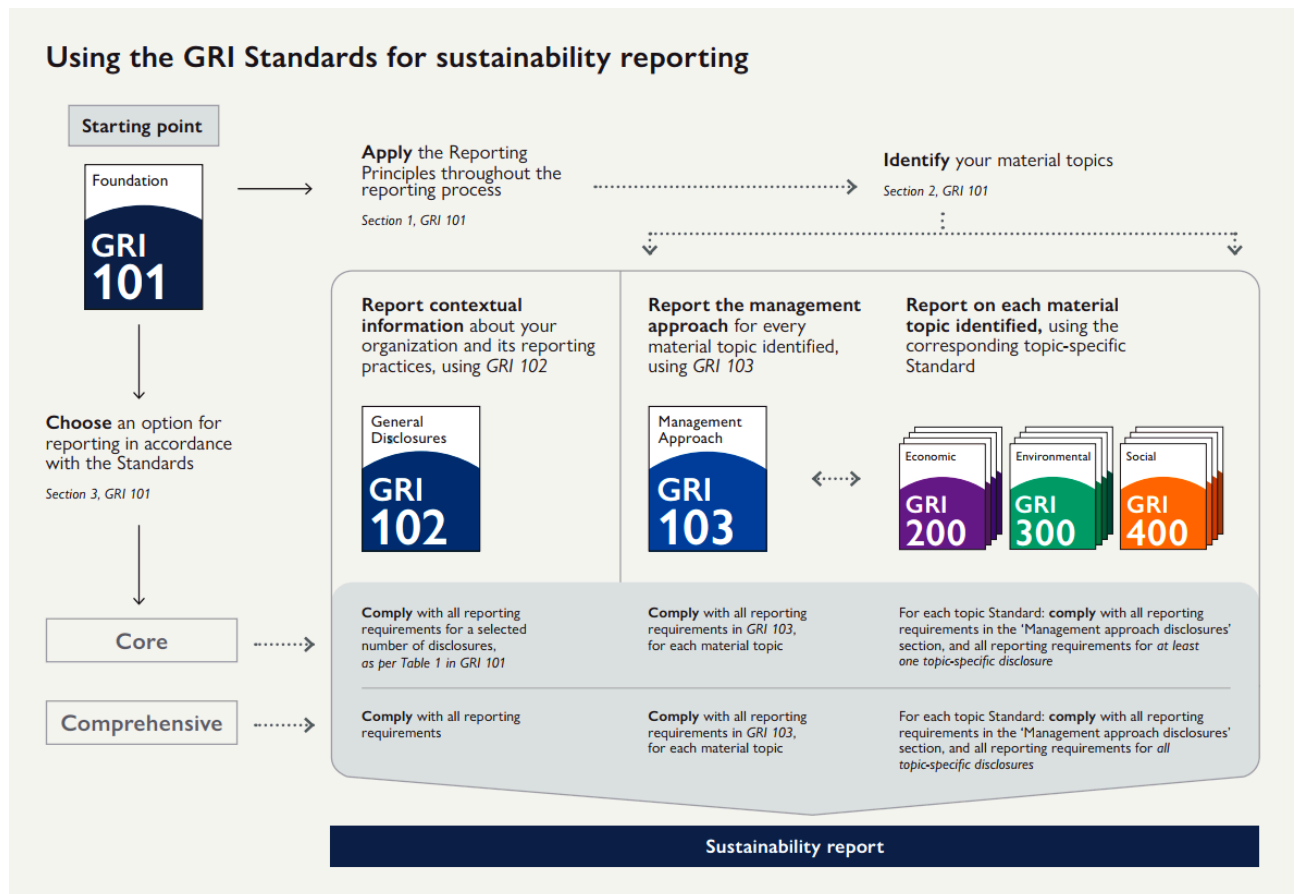 Using the GRI Standards for sustainability reporting
Starting point
Foundation
GRI
101
Apply the Reporting
Principles throughout the
reporting process
Section 1, GRI 101
Identify your material topics
Section 2, GRI 101
Choose an option for
reporting in accordance
with the Standards
Section 3, GRI 101
Report contextual
information about your
organization and its reporting
practices, using GRI 102
General
Disclosures
GRI
102
Report the management
approach for every
material topic identified,
using GRI 103
Management
Approach
GRI
103
Report on each material
topic identified, using the
corresponding topic-specific
Standard
Economic
GRI
200
Environmental
GRI
300
Social
GRI
400
Core
Comply with all reporting
requirements for a selected
number of disclosures,
as per Table 1 in GRI 101
Comply with all reporting
requirements in GRI 103,
for each material topic
For each topic Standard: comply with all reporting
requirements in the ‘Management approach disclosures’
section, and all reporting requirements for at least
one topic-specific disclosure
Comprehensive
Comply with all reporting
requirements
Comply with all reporting
requirements in GRI 103,
for each material topic
For each topic Standard: comply with all reporting
requirements in the ‘Management approach disclosures’
section, and all reporting requirements for all
topic-specific disclosures
Sustainability report